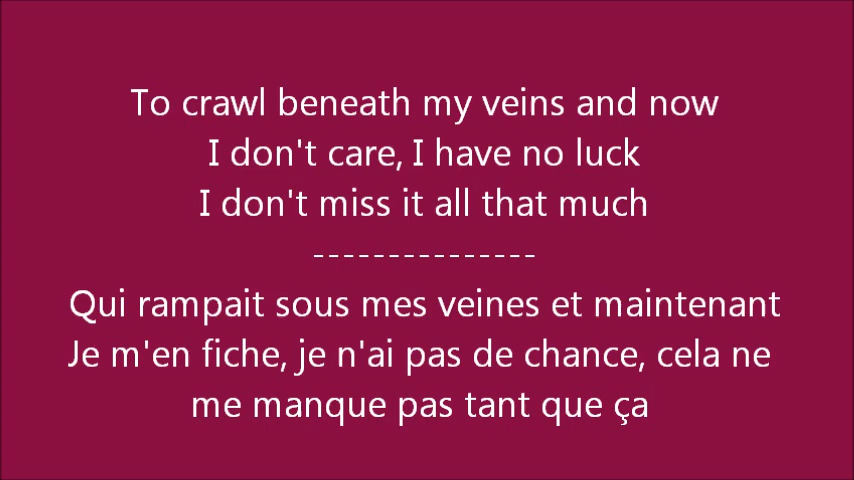 To crawl beneath my veins and now
I don't care, I have no luck
I don't miss it all that much
---------------
Qui rampait sous mes veines et maintenant
Je m'en fiche, je n'ai pas de chance, cela ne
me manque pas tant que ça